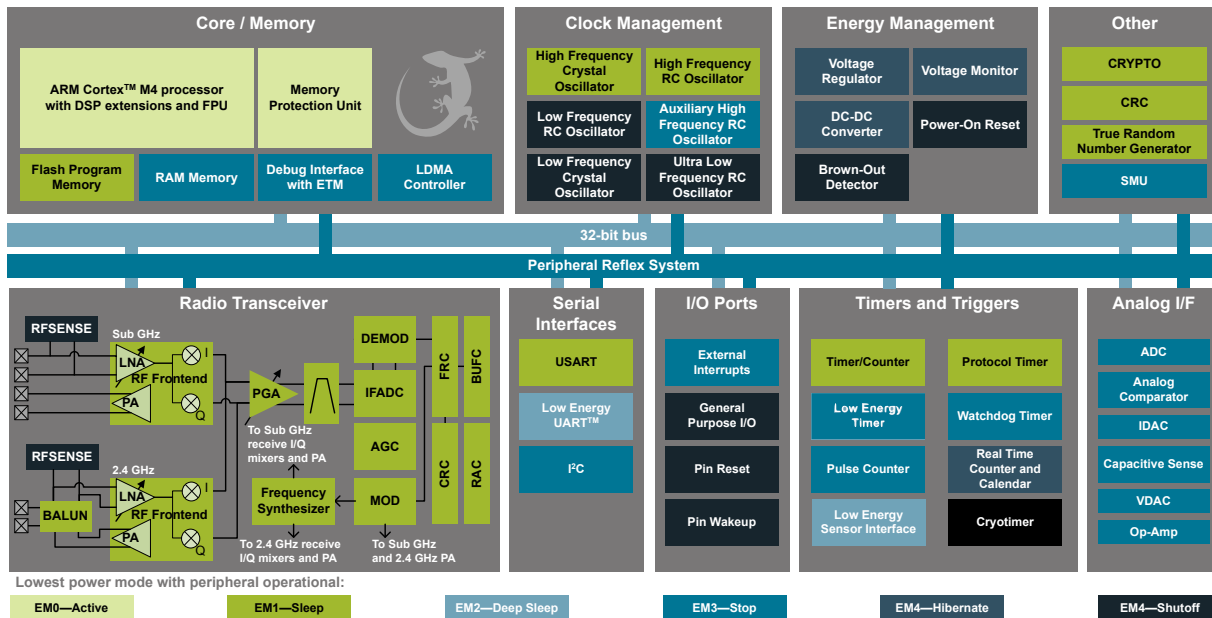 Core / Memory
ARM Cortex™ M4 processor
with DSP extensions and FPU
Memory
Protection Unit
Flash Program
Memory
RAM Memory
Debug Interface
with ETM
LDMA
Controller
Clock Management
High Frequency
Crystal
Oscillator
High Frequency
RC Oscillator
Low Frequency
RC Oscillator
Auxiliary High
Frequency RC
Oscillator
Low Frequency
Crystal
Oscillator
Ultra Low
Frequency RC
Oscillator
Energy Management
Voltage
Regulator
Voltage Monitor
DC-DC
Converter
Power-On Reset
Brown-Out
Detector
Other
CRYPTO
CRC
True Random
Number Generator
SMU
32-bit bus
Peripheral Reflex System
Radio Transceiver
RFSENSE
Sub GHz
LNA
RF Frontend
PA
I
Q
PGA
DEMOD
IFADC
AGC
MOD
FRC
BUFC
CRC
RAC
To Sub GHz
receive I/Q
mixers and PA
RFSENSE
2.4 GHz
LNA
RF Frontend
BALUN
PA
I
Q
Frequency
Synthesizer
To 2.4 GHz receive
I/Q mixers and PA
To Sub GHz
and 2.4 GHz PA
Serial
Interfaces
USART
Low Energy
UART™
I²C
I/O Ports
External
Interrupts
General
Purpose I/O
Pin Reset
Pin Wakeup
Timers and Triggers
Timer/Counter
Protocol Timer
Low Energy
Timer
Watchdog Timer
Pulse Counter
Real Time
Counter and
Calendar
Low Energy
Sensor Interface
Cryotimer
Analog I/F
ADC
Analog
Comparator
IDAC
Capacitive Sense
VDAC
Op-Amp
Lowest power mode with peripheral operational:
EM0—Active
EM1—Sleep
EM2—Deep Sleep
EM3—Stop
EM4—Hibernate
EM4—Shutoff